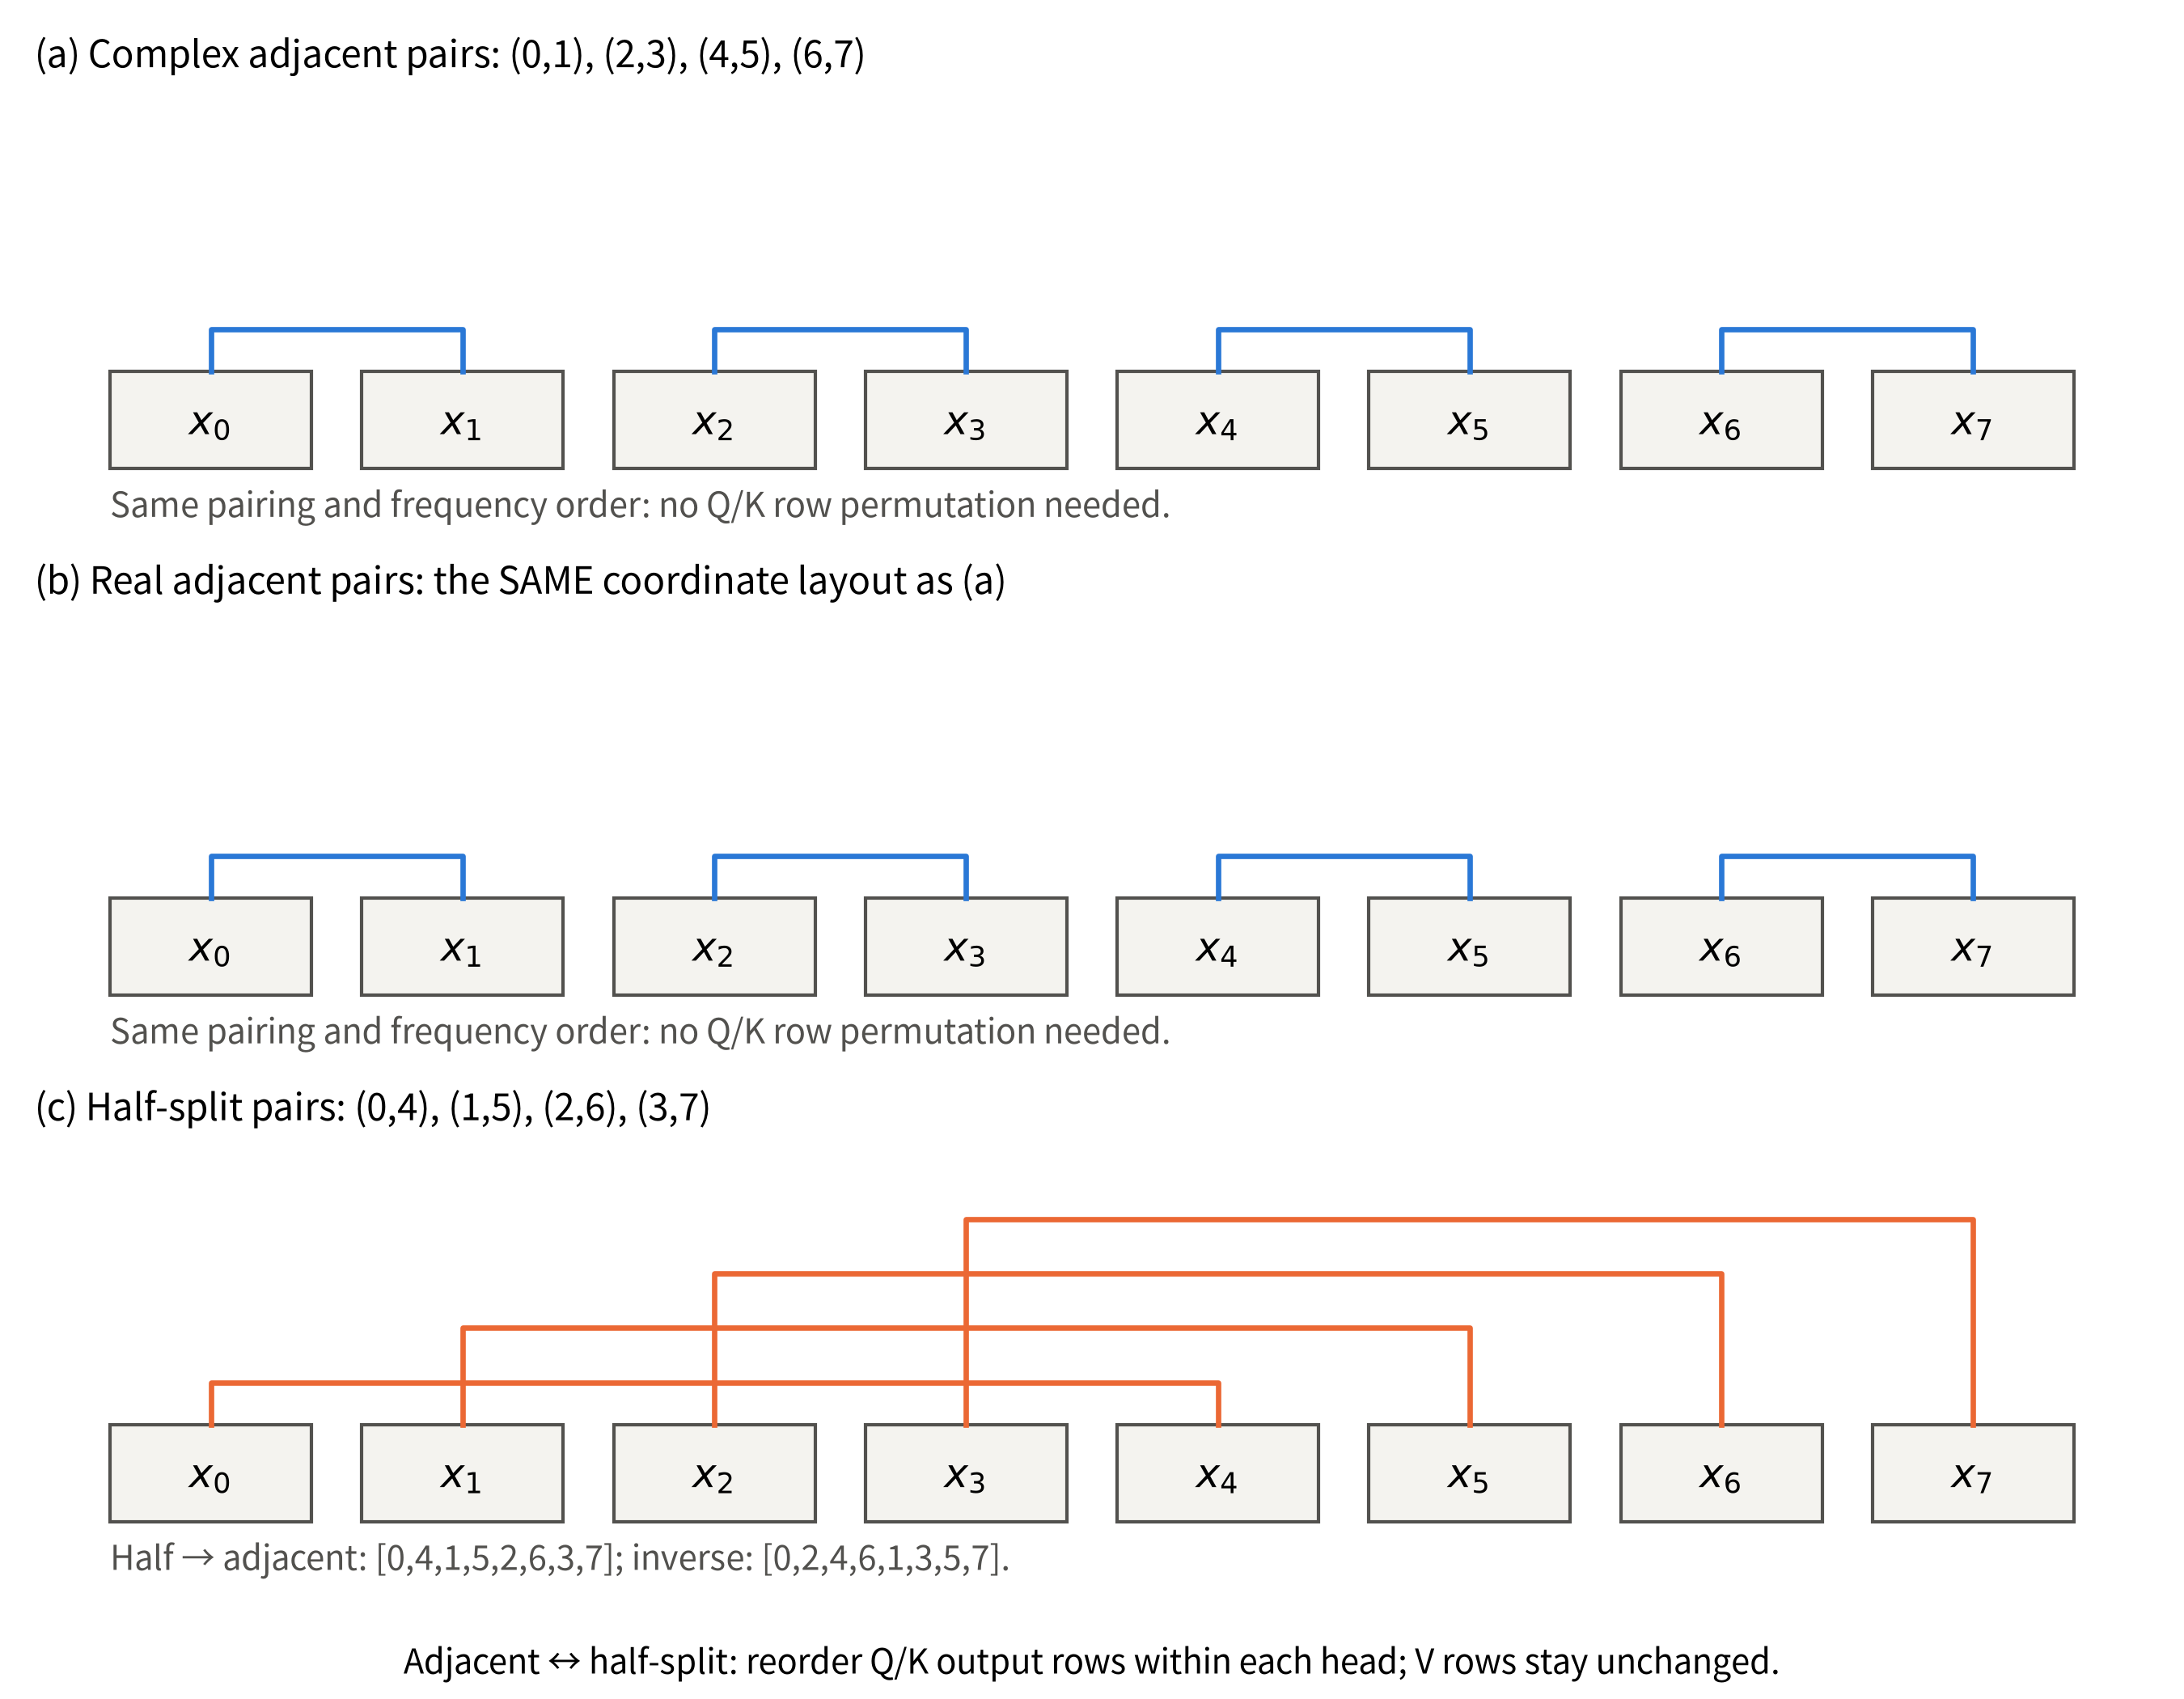 (a) Complex adjacent pairs: (0,1), (2,3), (4,5), (6,7)
x₀ x₁ x₂ x₃ x₄ x₅ x₆ x₇
Same pairing and frequency order: no Q/K row permutation needed.
(b) Real adjacent pairs: the SAME coordinate layout as (a)
x₀ x₁ x₂ x₃ x₄ x₅ x₆ x₇
Same pairing and frequency order: no Q/K row permutation needed.
(c) Half-split pairs: (0,4), (1,5), (2,6), (3,7)
x₀ x₁ x₂ x₃ x₄ x₅ x₆ x₇
Half → adjacent: [0,4,1,5,2,6,3,7]; inverse: [0,2,4,6,1,3,5,7].
Adjacent ↔ half-split: reorder Q/K output rows within each head; V rows stay unchanged.